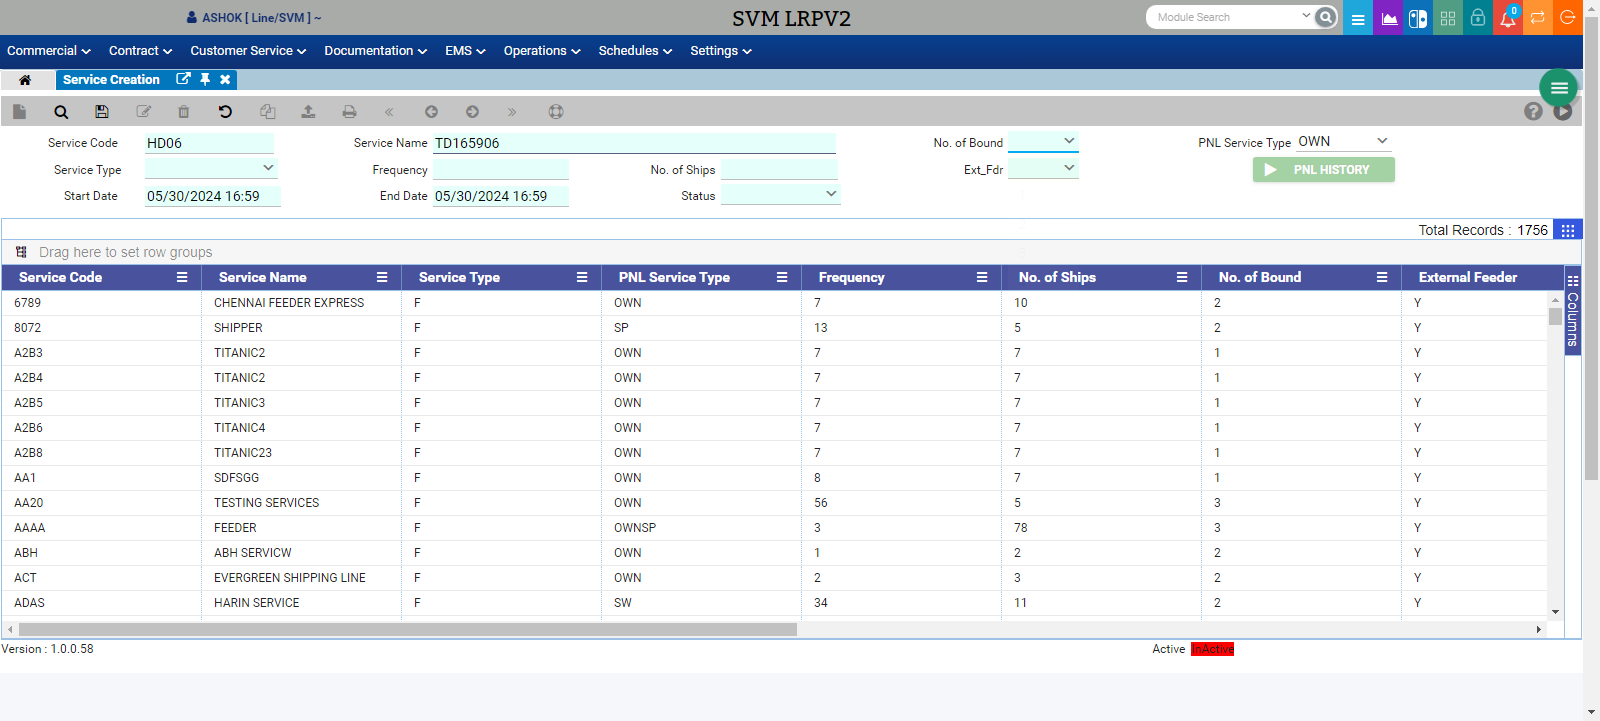 ASHOK [ Line/SVM ] ~ SVM LRPV2 Module Search 0
Commercial Contract Customer Service Documentation EMS Operations Schedules Settings
Service Creation
Service Code HD06 Service Name TD165906 No. of Bound PNL Service Type OWN
Service Type Frequency No. of Ships Ext_Fdr PNL HISTORY
Start Date 05/30/2024 16:59 End Date 05/30/2024 16:59 Status
Total Records : 1756
Drag here to set row groups
Service Code Service Name Service Type PNL Service Type Frequency No. of Ships No. of Bound External Feeder
Columns
6789 CHENNAI FEEDER EXPRESS F OWN 7 10 2 Y
8072 SHIPPER F SP 13 5 2 Y
A2B3 TITANIC2 F OWN 7 7 1 Y
A2B4 TITANIC2 F OWN 7 7 1 Y
A2B5 TITANIC3 F OWN 7 7 1 Y
A2B6 TITANIC4 F OWN 7 7 1 Y
A2B8 TITANIC23 F OWN 7 7 1 Y
AA1 SDFSGG F OWN 8 7 1 Y
AA20 TESTING SERVICES F OWN 56 5 3 Y
AAAA FEEDER F OWNSP 3 78 3 Y
ABH ABH SERVICW F OWN 1 2 2 Y
ACT EVERGREEN SHIPPING LINE F OWN 2 3 2 Y
ADAS HARIN SERVICE F SW 34 11 2 Y
Version : 1.0.0.58 Active InActive